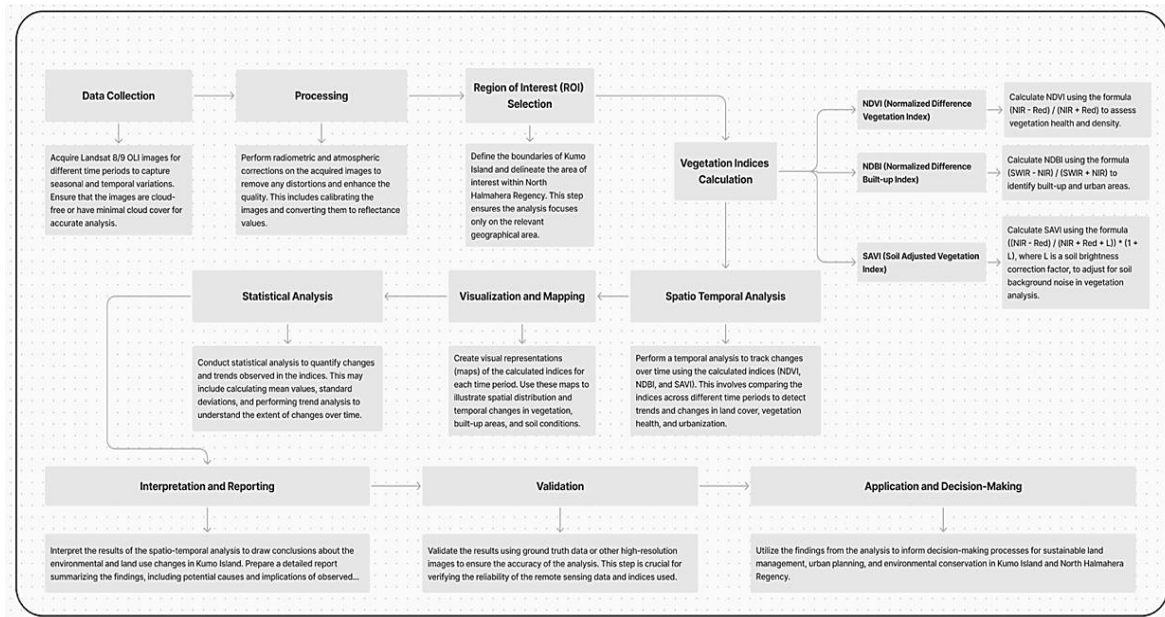 Data Collection
Processing
Region of Interest (ROI)
Selection
NDVI (Normalized Difference
Vegetation Index)
Calculate NDVI using the formula
(NIR - Red) / (NIR + Red) to assess
vegetation health and density.
Acquire Landsat 8/9 OLI images for
different time periods to capture
seasonal and temporal variations.
Ensure that the images are cloud-
free or have minimal cloud cover for
accurate analysis.
Perform radiometric and atmospheric
corrections on the acquired images to
remove any distortions and enhance the
quality. This includes calibrating the
images and converting them to reflectance
values.
Define the boundaries of Kumo
Island and delineate the area of
interest within North
Halmahera Regency. This step
ensures the analysis focuses
only on the relevant
geographical area.
Vegetation Indices
Calculation
NDBI (Normalized Difference
Built-up Index)
Calculate NDBI using the formula
(SWIR - NIR) / (SWIR + NIR) to
identify built-up and urban areas.
SAVI (Soil Adjusted Vegetation
Index)
Calculate SAVI using the formula
((NIR - Red) / (NIR + Red + L)) * (1 +
L), where L is a soil brightness
correction factor, to adjust for soil
background noise in vegetation
analysis.
Statistical Analysis
Visualization and Mapping
Spatio Temporal Analysis
Conduct statistical analysis to quantify changes
and trends observed in the indices. This may
include calculating mean values, standard
deviations, and performing trend analysis to
understand the extent of changes over time.
Create visual representations
(maps) of the calculated indices
for each time period. Use these maps to
illustrate spatial distribution and
temporal changes in vegetation,
built-up areas, and soil conditions.
Perform a temporal analysis to track changes
over time using the calculated indices (NDVI,
NDBI, and SAVI). This involves comparing the
indices across different time periods to detect
trends and changes in land cover, vegetation
health, and urbanization.
Interpretation and Reporting
Validation
Application and Decision-Making
Interpret the results of the spatio-temporal analysis to draw conclusions about the
environmental and land use changes in Kumo Island. Prepare a detailed report
summarizing the findings, including potential causes and implications of observed...
Validate the results using ground truth data or other high-resolution
images to ensure the accuracy of the analysis. This step is crucial for
verifying the reliability of the remote sensing data and indices used.
Utilize the findings from the analysis to inform decision-making processes for sustainable land
management, urban planning, and environmental conservation in Kumo Island and North Halmahera
Regency.